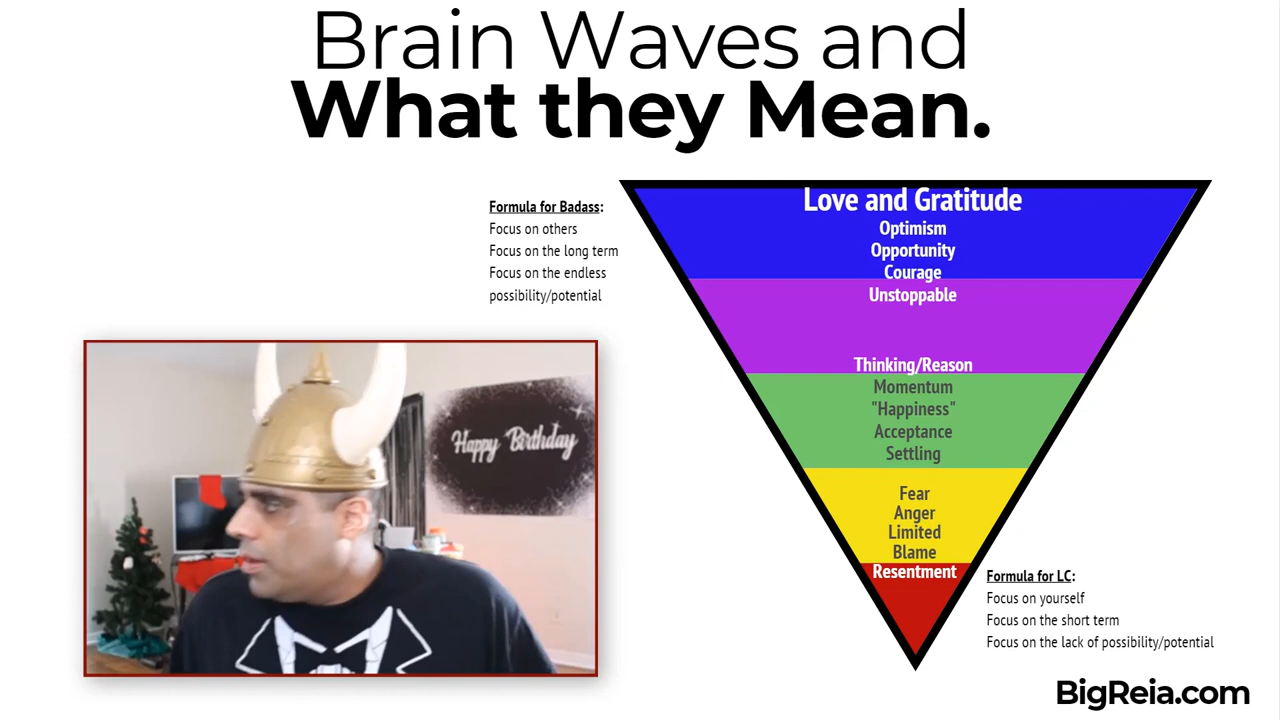 Brain Waves and
What they Mean.
Formula for Badass:
Focus on others
Focus on the long term
Focus on the endless
possibility/potential
Love and Gratitude
Optimism
Opportunity
Courage
Unstoppable
Thinking/Reason
Momentum
"Happiness"
Acceptance
Settling
Fear
Anger
Limited
Blame
Resentment
Happy Birthday
Formula for LC:
Focus on yourself
Focus on the short term
Focus on the lack of possibility/potential
BigReia.com